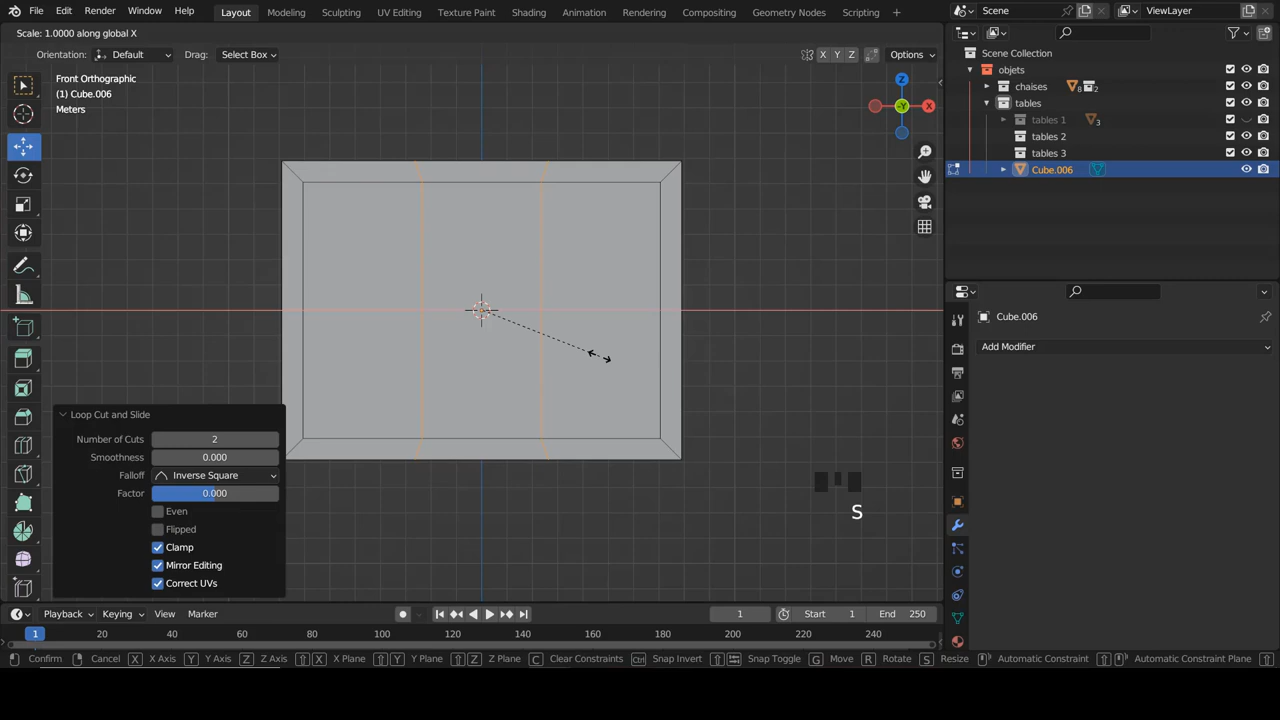 File Edit Render Window Help Layout Modeling Sculpting UV Editing Texture Paint Shading Animation Rendering Compositing Geometry Nodes Scripting + Scene ViewLayer
Scale: 1.0000 along global X
Orientation: Default Drag: Select Box X Y Z Options
Scene Collection
objets
chaises 8 2
tables
tables 1 3
tables 2
tables 3
Cube.006
Front Orthographic
(1) Cube.006
Meters
Z
-Y
X
Cube.006
Add Modifier
Loop Cut and Slide
Number of Cuts 2
Smoothness 0.000
Falloff Inverse Square
Factor 0.000
Even
Flipped
Clamp
Mirror Editing
Correct UVs
S
Playback Keying View Marker 1 Start 1 End 250
1 20 40 60 80 100 120 140 160 180 200 220 240
Confirm Cancel X X Axis Y Y Axis Z Z Axis X X Plane Y Y Plane Z Z Plane C Clear Constraints Ctrl Snap Invert Snap Toggle G Move R Rotate S Resize Automatic Constraint Automatic Constraint Plane